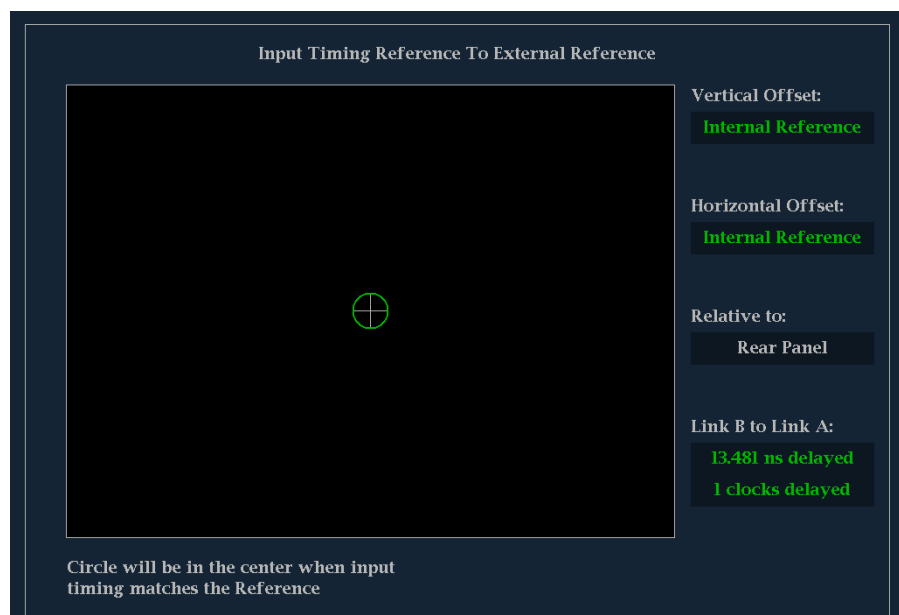 Input Timing Reference To External Reference
Vertical Offset:
Internal Reference
Horizontal Offset:
Internal Reference
Relative to:
Rear Panel
Link B to Link A:
13.481 ns delayed
1 clocks delayed
Circle will be in the center when input
timing matches the Reference